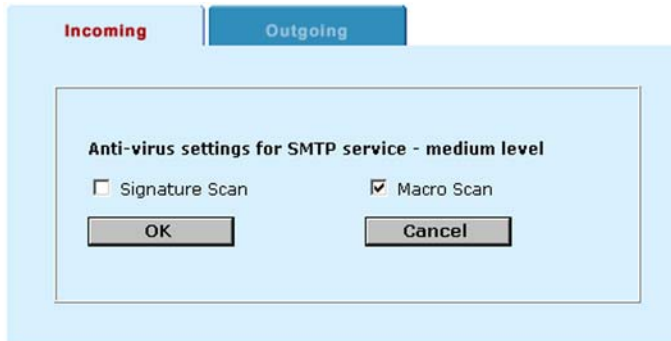 Incoming Outgoing
Anti-virus settings for SMTP service - medium level
Signature Scan Macro Scan
OK Cancel